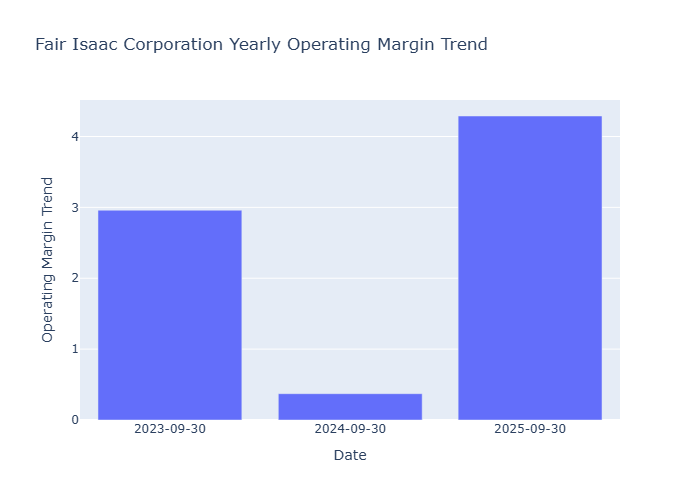 Fair Isaac Corporation Yearly Operating Margin Trend
Operating Margin Trend
4
3
2
1
0
2023-09-30 2024-09-30 2025-09-30
Date